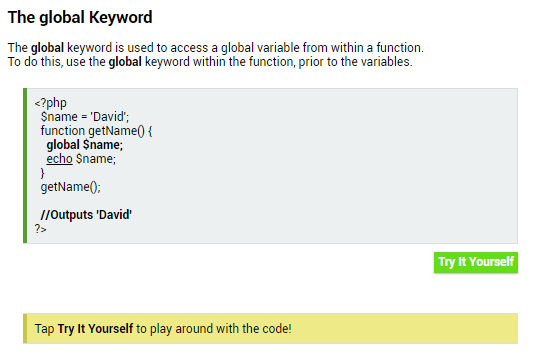 The global Keyword
The global keyword is used to access a global variable from within a function.
To do this, use the global keyword within the function, prior to the variables.
<?php
$name = 'David';
function getName() {
global $name;
echo $name;
}
getName();
//Outputs 'David'
?>
Try It Yourself
Tap Try It Yourself to play around with the code!